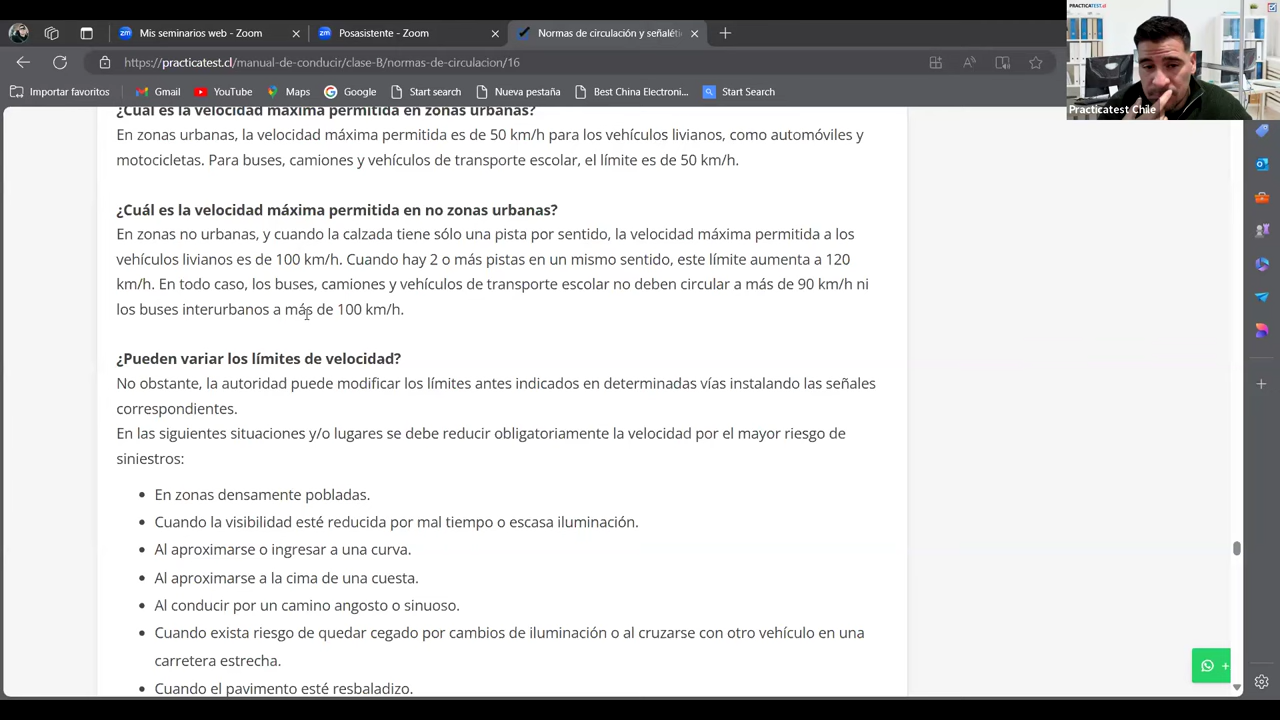 PRACTICATEST.cl
Mis seminarios web - Zoom
Posasistente - Zoom
Normas de circulación y señaléti
https://practicatest.cl/manual-de-conducir/clase-B/normas-de-circulacion/16
Importar favoritos
Gmail
YouTube
Maps
Google
Start search
Nueva pestaña
Best China Electroni...
Start Search
Practicatest Chile
¿Cuál es la velocidad máxima permitida en zonas urbanas?
En zonas urbanas, la velocidad máxima permitida es de 50 km/h para los vehículos livianos, como automóviles y
motocicletas. Para buses, camiones y vehículos de transporte escolar, el límite es de 50 km/h.
¿Cuál es la velocidad máxima permitida en no zonas urbanas?
En zonas no urbanas, y cuando la calzada tiene sólo una pista por sentido, la velocidad máxima permitida a los
vehículos livianos es de 100 km/h. Cuando hay 2 o más pistas en un mismo sentido, este límite aumenta a 120
km/h. En todo caso, los buses, camiones y vehículos de transporte escolar no deben circular a más de 90 km/h ni
los buses interurbanos a más de 100 km/h.
¿Pueden variar los límites de velocidad?
No obstante, la autoridad puede modificar los límites antes indicados en determinadas vías instalando las señales
correspondientes.
En las siguientes situaciones y/o lugares se debe reducir obligatoriamente la velocidad por el mayor riesgo de
siniestros:
• En zonas densamente pobladas.
• Cuando la visibilidad esté reducida por mal tiempo o escasa iluminación.
• Al aproximarse o ingresar a una curva.
• Al aproximarse a la cima de una cuesta.
• Al conducir por un camino angosto o sinuoso.
• Cuando exista riesgo de quedar cegado por cambios de iluminación o al cruzarse con otro vehículo en una
carretera estrecha.
• Cuando el pavimento esté resbaladizo.